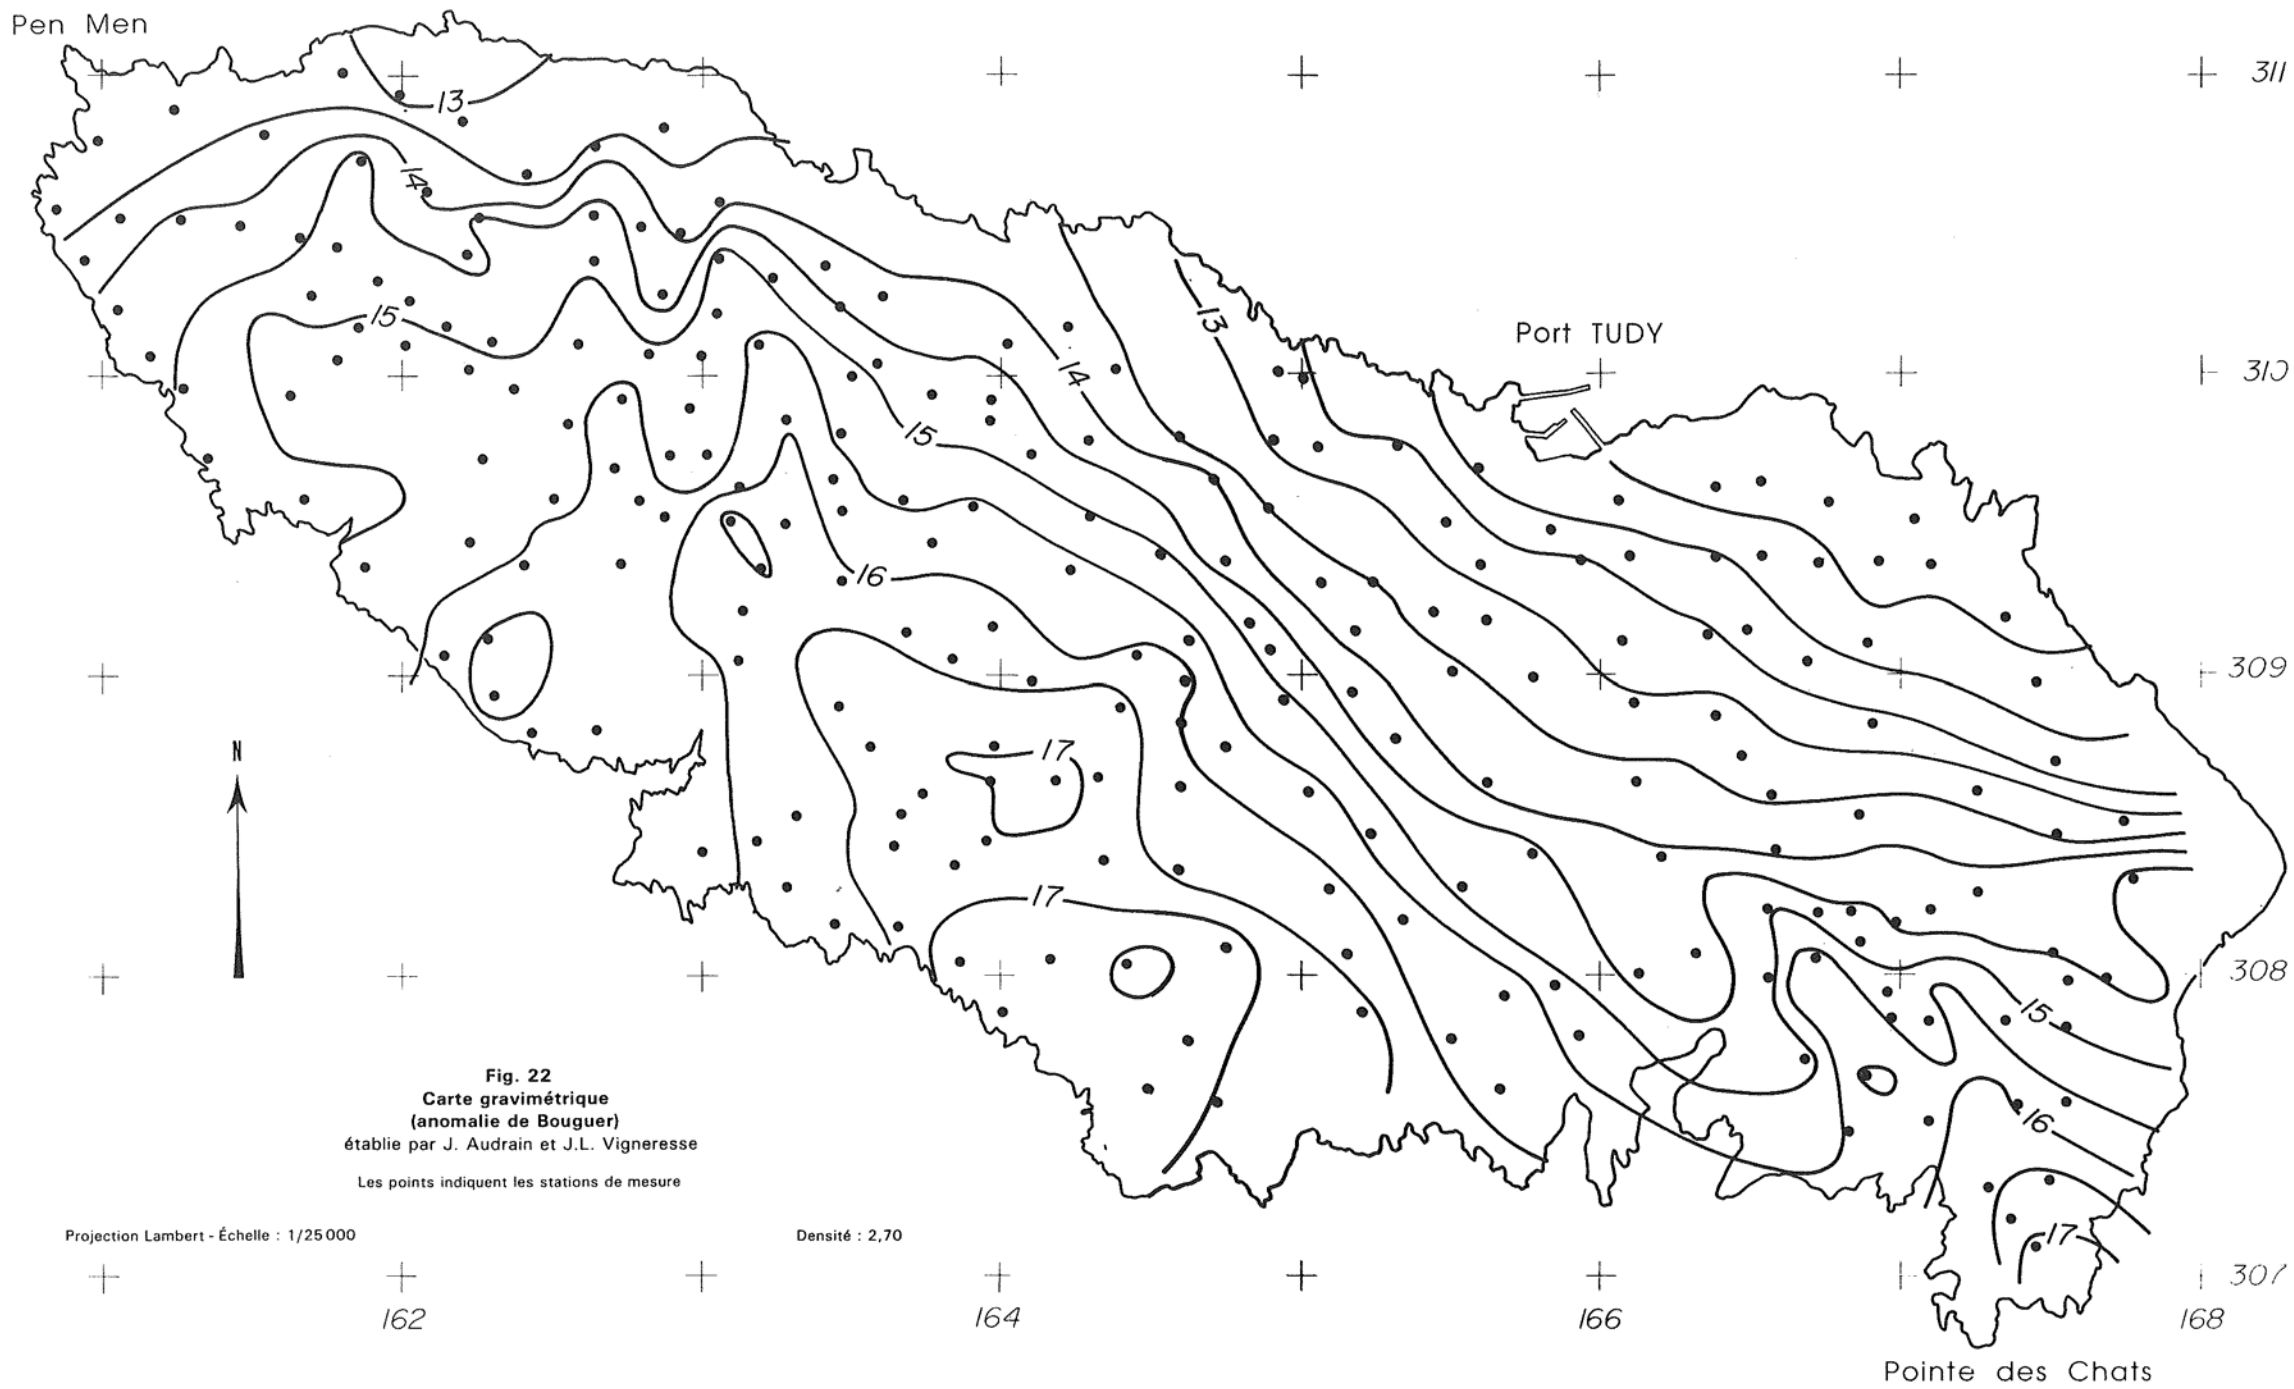 Pen Men
311
13
14
15
13
Port TUDY
14
310
15
16
309
N
17
17
308
15
Fig. 22
Carte gravimétrique
(anomalie de Bouguer)
établie par J. Audrain et J.L. Vigneresse
Les points indiquent les stations de mesure
16
Projection Lambert - Échelle : 1/25000
Densité : 2,70
17
307
162
164
166
168
Pointe des Chats